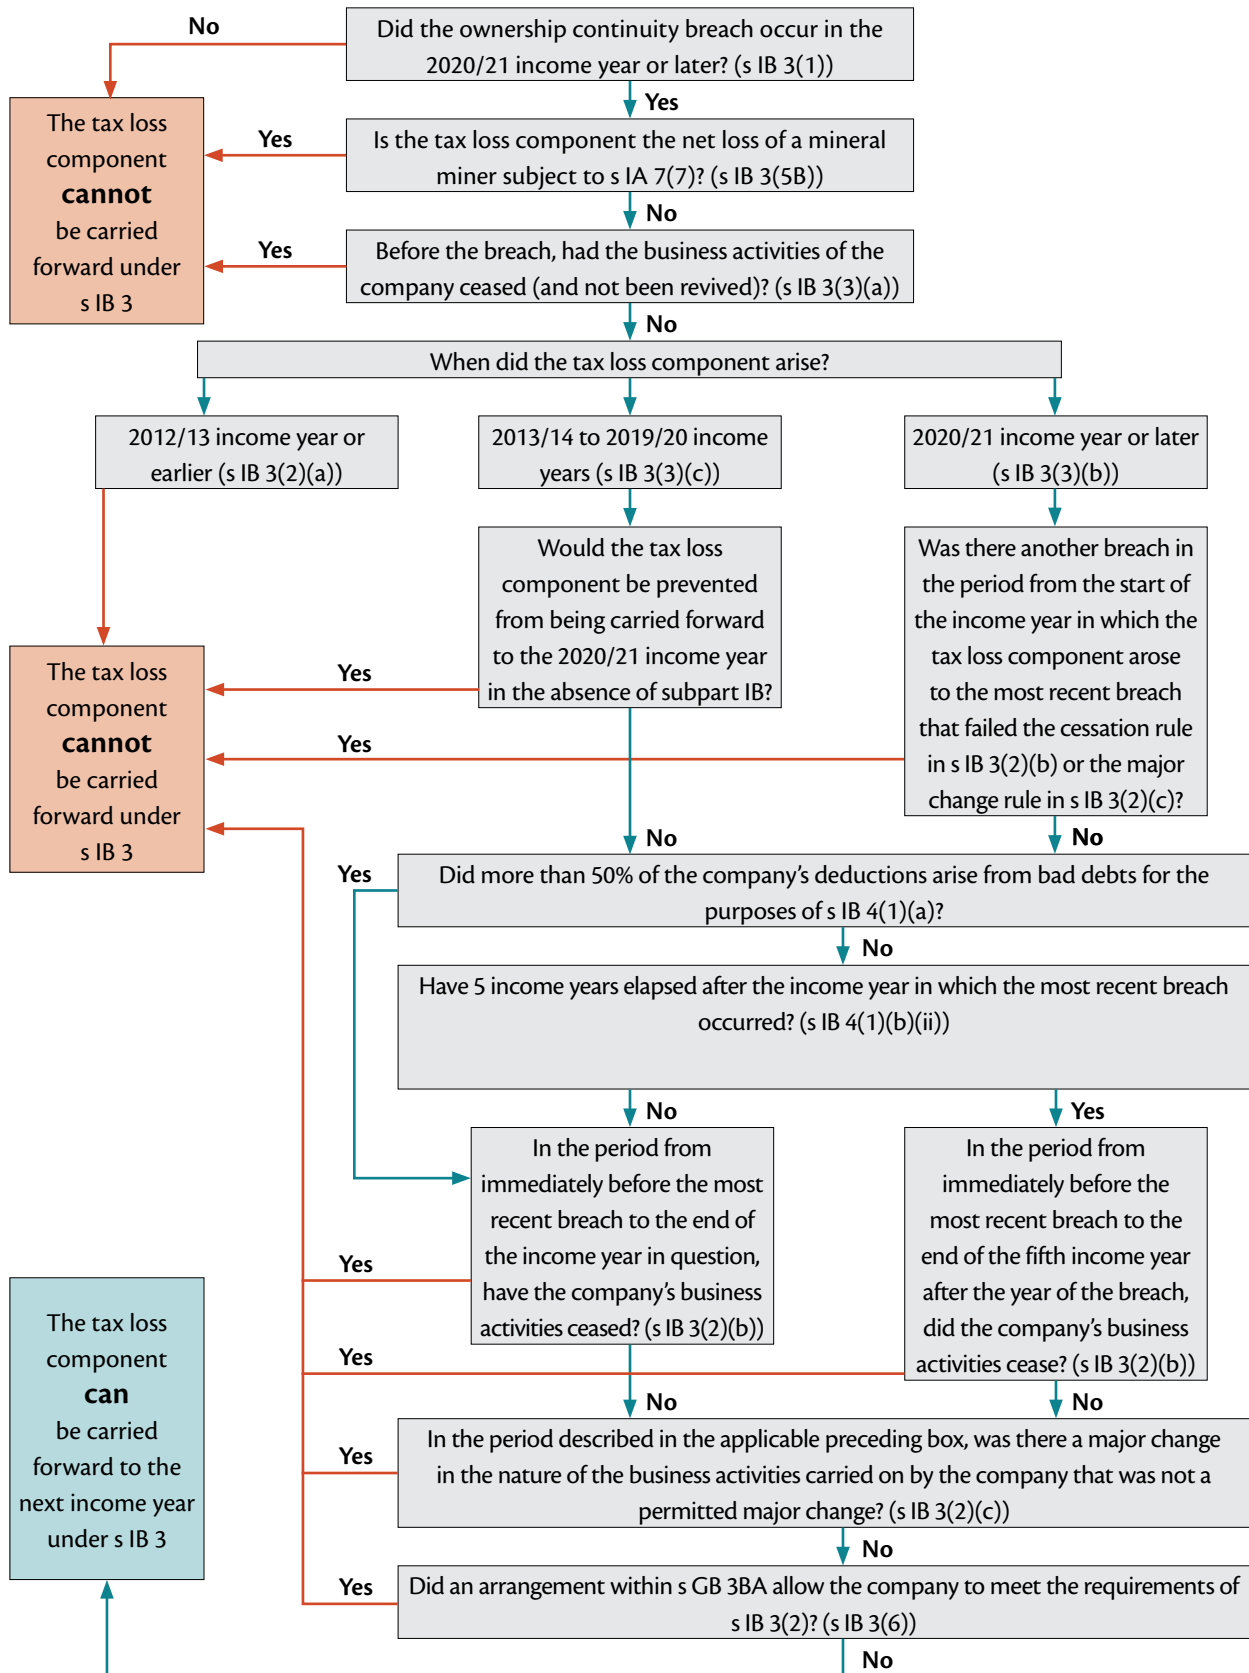 No
Did the ownership continuity breach occur in the
2020/21 income year or later? (s IB 3(1))
Yes
The tax loss
component
cannot
be carried
forward under
s IB 3
Yes
Is the tax loss component the net loss of a mineral
miner subject to s IA 7(7)? (s IB 3(5B))
No
Yes
Before the breach, had the business activities of the
company ceased (and not been revived)? (s IB 3(3)(a))
No
When did the tax loss component arise?
2012/13 income year or
earlier (s IB 3(2)(a))
2013/14 to 2019/20 income
years (s IB 3(3)(c))
2020/21 income year or later
(s IB 3(3)(b))
Would the tax loss
component be prevented
from being carried forward
to the 2020/21 income year
in the absence of subpart IB?
Was there another breach in
the period from the start of
the income year in which the
tax loss component arose
to the most recent breach
that failed the cessation rule
in s IB 3(2)(b) or the major
change rule in s IB 3(2)(c)?
The tax loss
component
cannot
be carried
forward under
s IB 3
Yes
Yes
No
No
Yes
Did more than 50% of the company's deductions arise from bad debts for the
purposes of s IB 4(1)(a)?
No
Have 5 income years elapsed after the income year in which the most recent breach
occurred? (s IB 4(1)(b)(ii))
No
Yes
In the period from
immediately before the most
recent breach to the end of
the income year in question,
have the company's business
activities ceased? (s IB 3(2)(b))
In the period from
immediately before the
most recent breach to the
end of the fifth income year
after the year of the breach,
did the company's business
activities cease? (s IB 3(2)(b))
Yes
Yes
No
No
The tax loss
component
can
be carried
forward to the
next income year
under s IB 3
Yes
In the period described in the applicable preceding box, was there a major change
in the nature of the business activities carried on by the company that was not a
permitted major change? (s IB 3(2)(c))
No
Yes
Did an arrangement within s GB 3BA allow the company to meet the requirements of
s IB 3(2)? (s IB 3(6))
No